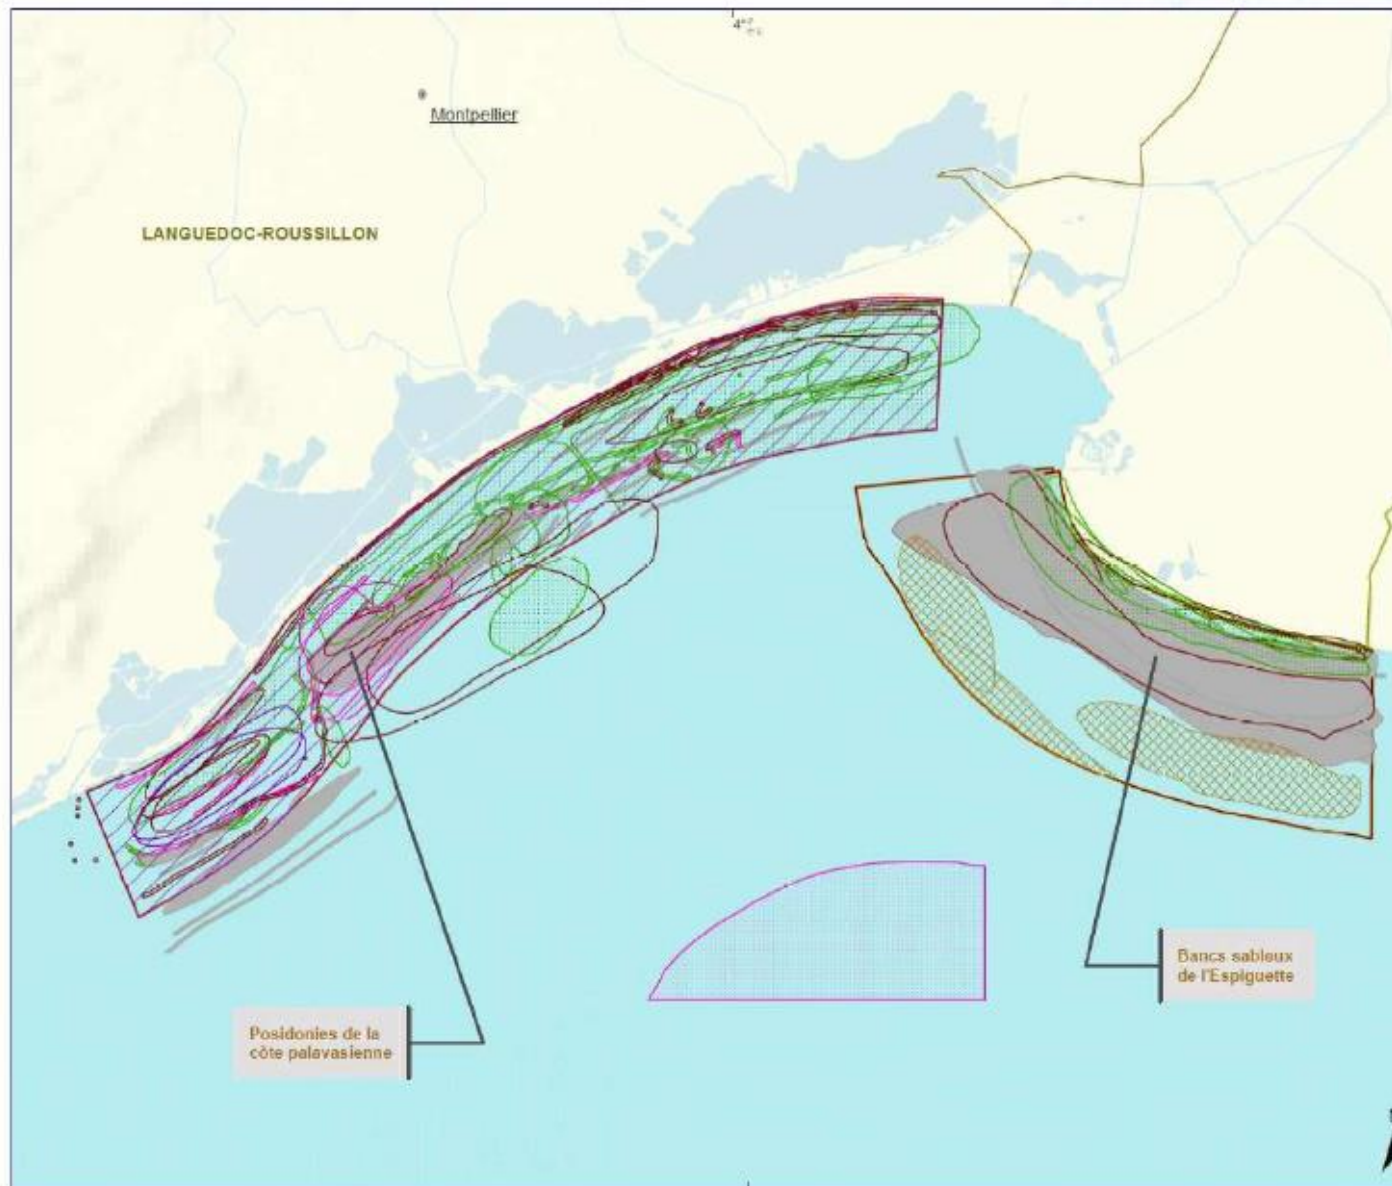 Montpellier
LANGUEDOC-ROUSSILLON
Bancs sableux
de l'Espiguette
Posidonies de la
côte palavasienne